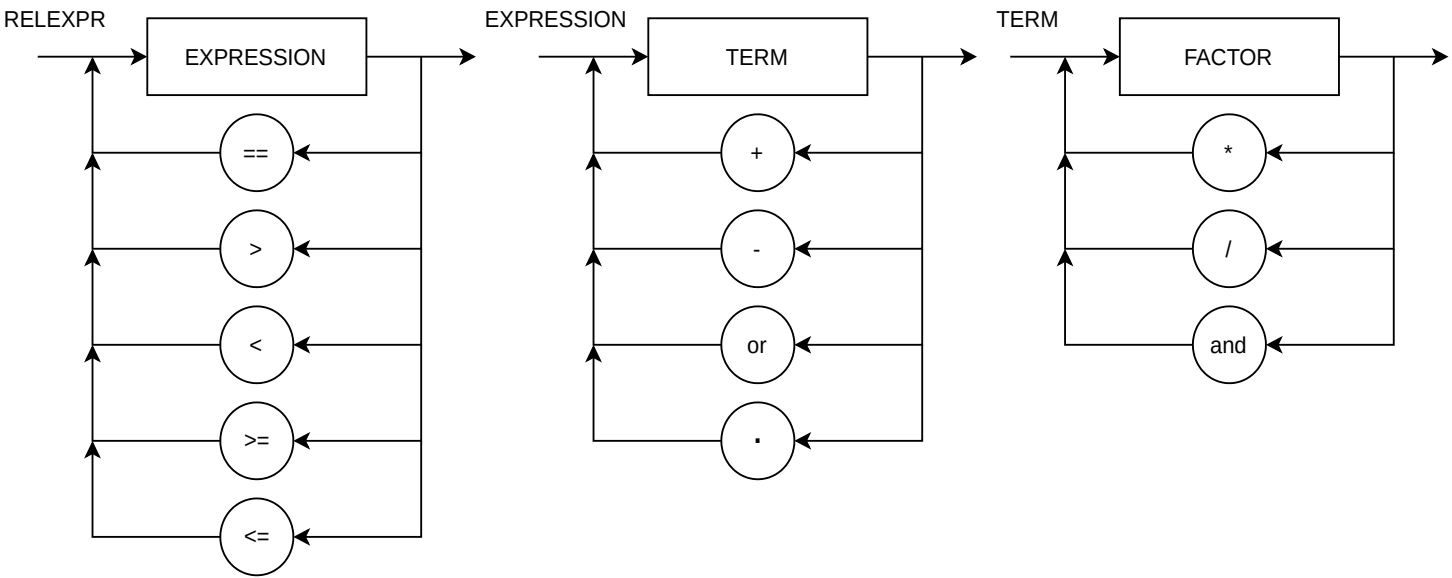 RELEXPR
EXPRESSION
==
>
<
>=
<=
EXPRESSION
TERM
+
-
or
.
TERM
FACTOR
*
/
and